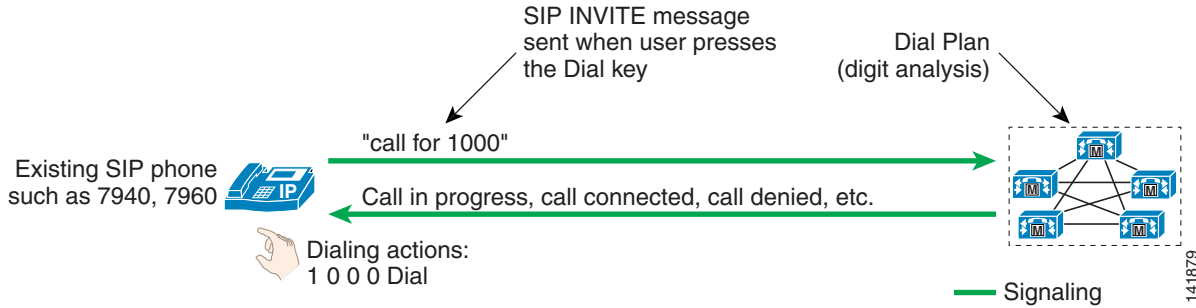 SIP INVITE message
sent when user presses
the Dial key
Dial Plan
(digit analysis)
"call for 1000"
Existing SIP phone
such as 7940, 7960
IP
Call in progress, call connected, call denied, etc.
M
M
M
M
M
Dialing actions:
1 0 0 0 Dial
Signaling
141879